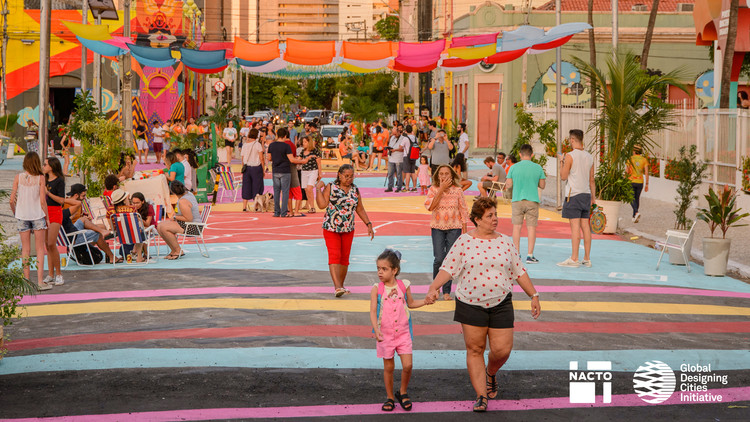 NACTO
Global
Designing
Cities
Initiative